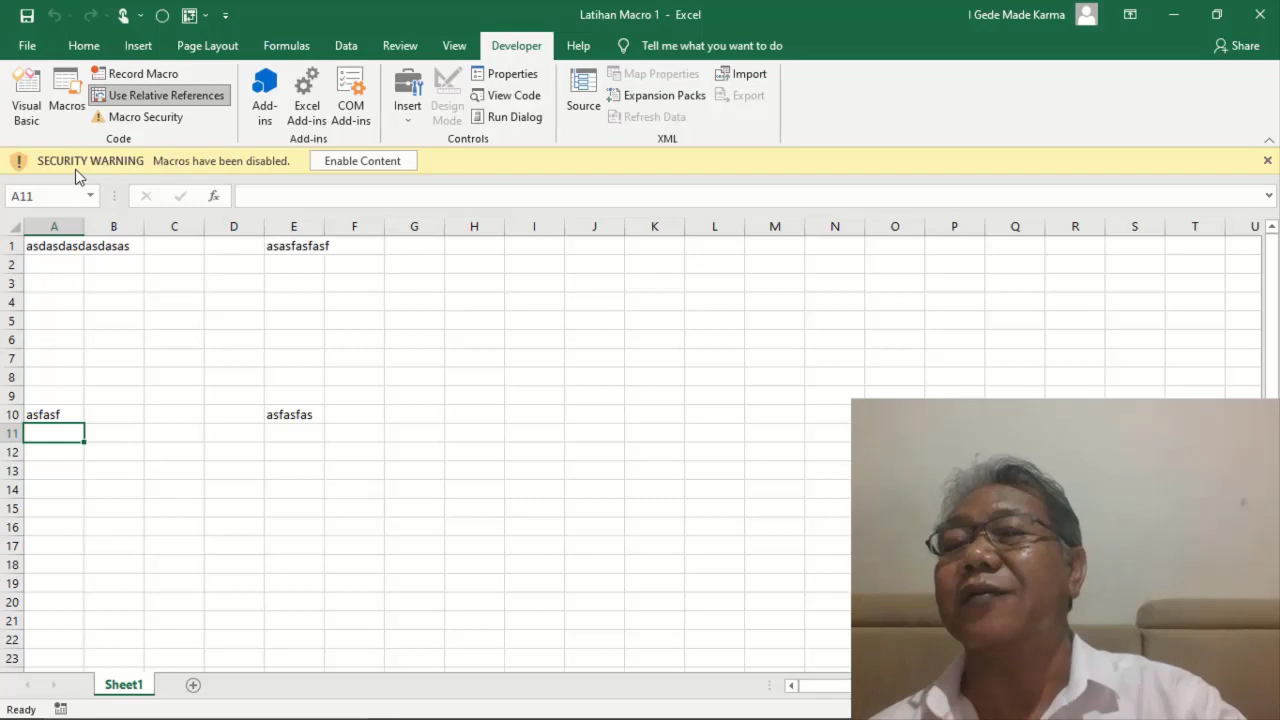 Latihan Macro 1 - Excel
I Gede Made Karma
File Home Insert Page Layout Formulas Data Review View Developer Help Tell me what you want to do Share
Visual Basic
Macros
Record Macro
Use Relative References
Macro Security
Code
Add-ins
Excel Add-ins
COM Add-ins
Add-ins
Insert
Design Mode
Properties
View Code
Run Dialog
Controls
Source
Map Properties
Expansion Packs
Refresh Data
Import
Export
XML
SECURITY WARNING Macros have been disabled. Enable Content
A11 fx
A B C D E F G H I J K L M N O P Q R S T U
1 asdasdasdasdasas asasfasfasf
2
3
4
5
6
7
8
9
10 asfasf asfasfas
11
12
13
14
15
16
17
18
19
20
21
22
23
Sheet1
Ready